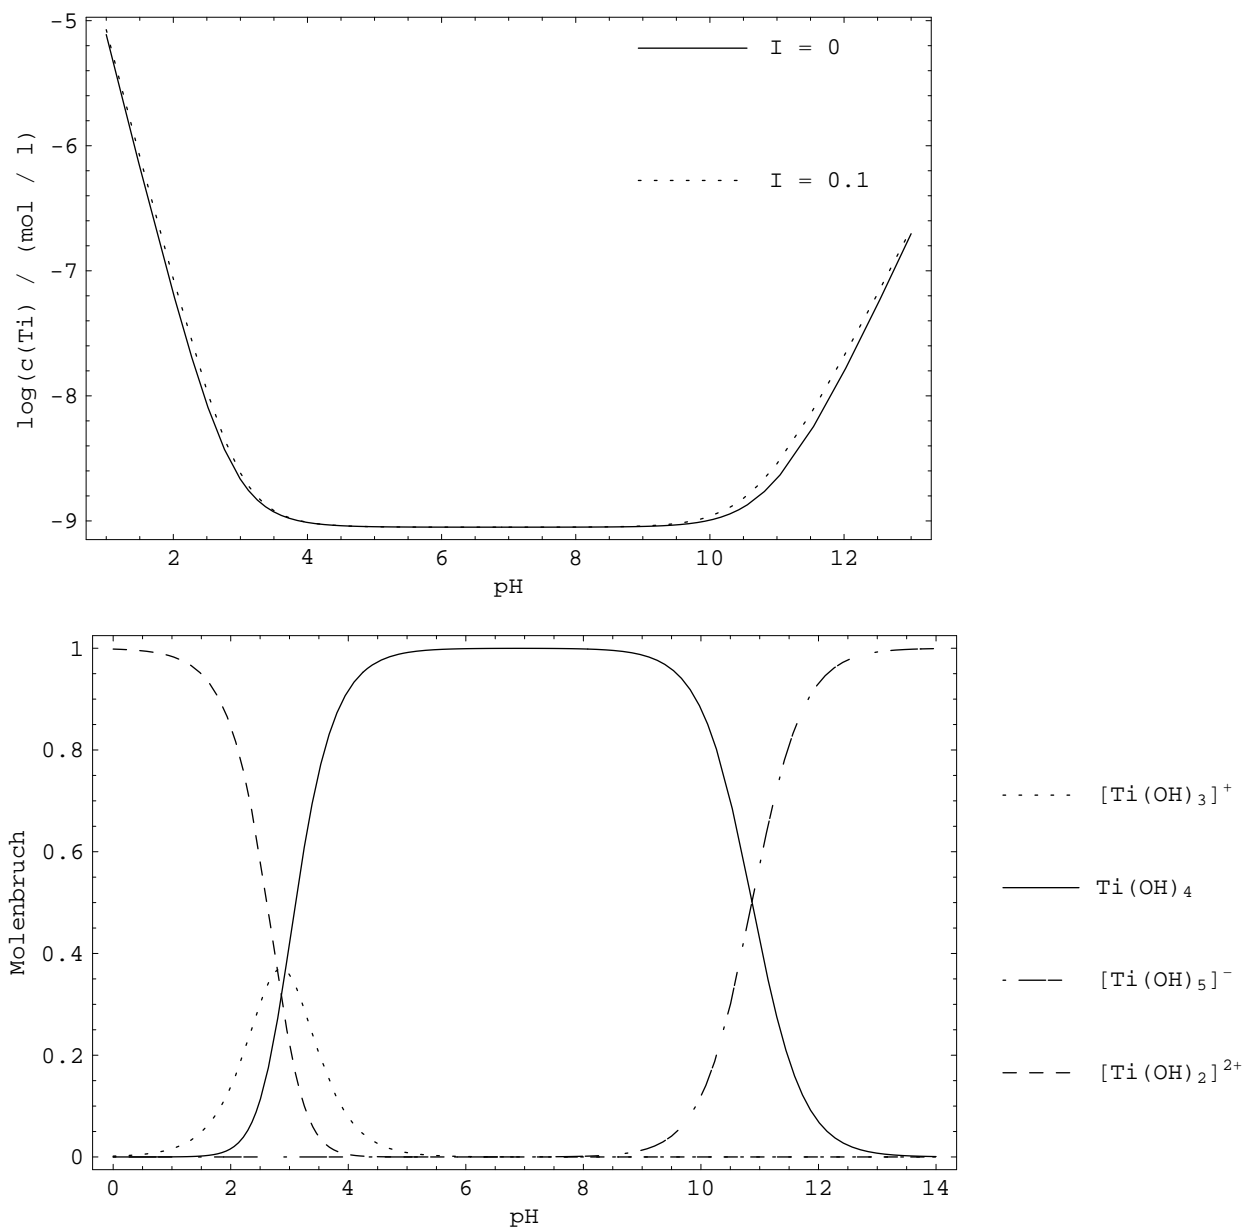 -5
-6
-7
-8
-9
log(c(Ti) / (mol / l)
I = 0
I = 0.1
2 4 6 8 10 12
pH
1
0.8
0.6
0.4
0.2
0
Molenbruch
0 2 4 6 8 10 12 14
pH
[Ti(OH)₃]⁺
Ti(OH)₄
[Ti(OH)₅]⁻
[Ti(OH)₂]²⁺